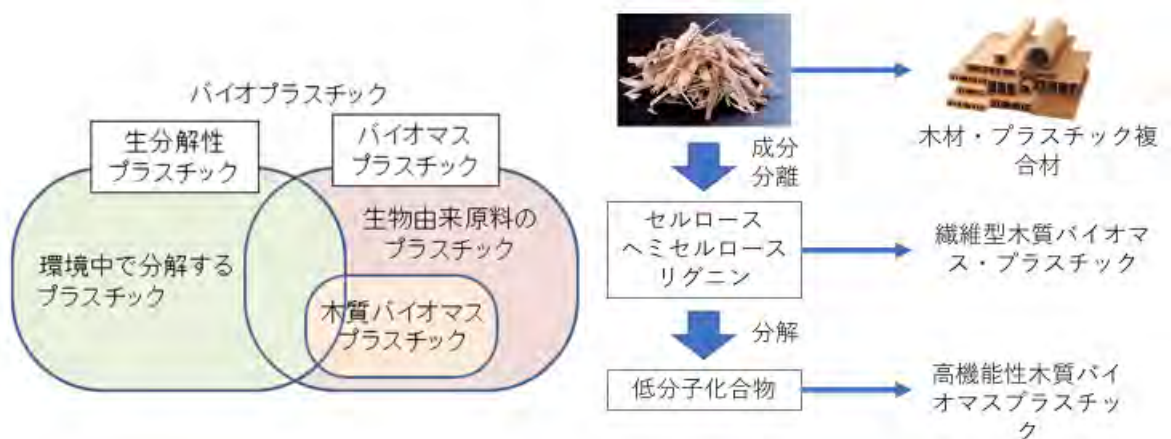 バイオプラスチック
生分解性
プラスチック
バイオマス
プラスチック
環境中で分解する
プラスチック
生物由来原料の
プラスチック
木質バイオマス
プラスチック
木材・プラスチック複
合材
成分
分離
セルロース
ヘミセルロース
リグニン
繊維型木質バイオマ
ス・プラスチック
分解
低分子化合物
高機能性木質バイ
オマスプラスチッ
ク